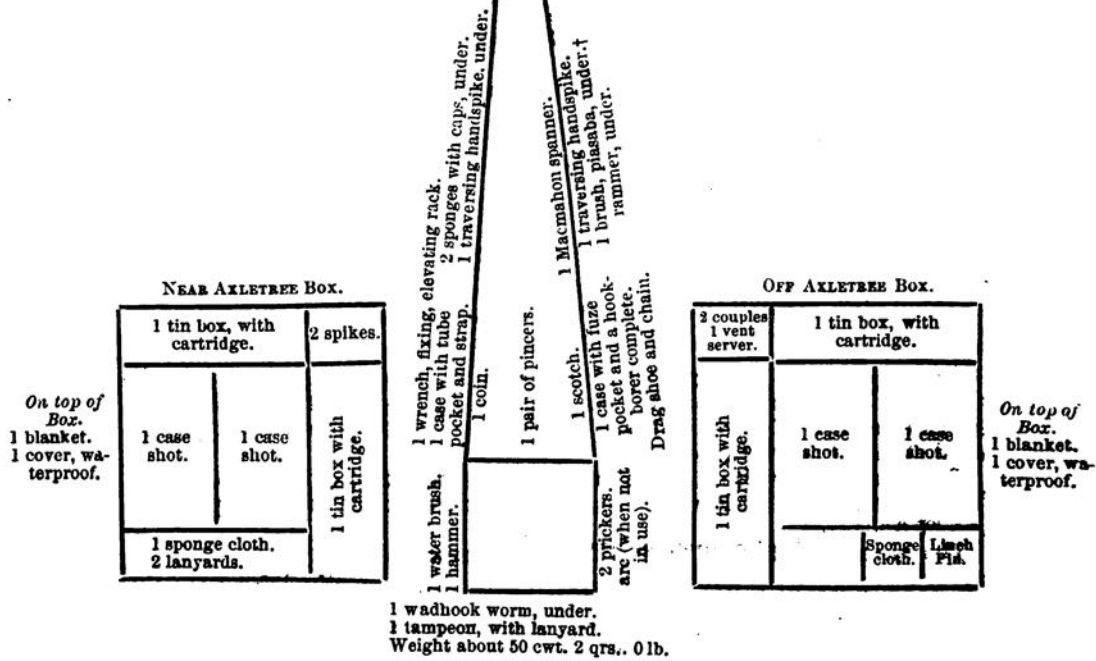 2 sponges with caps, under.
1 traversing handspike. under.
1 wrench, fixing, elevating rack.
1 case with tube
pocket and strap.
1 coin.
1 pair of pincers.
1 Macmahon spanner.
1 traversing handspike.
1 brush, piasaba, under.†
rammer, under.
1 scotch.
1 case with fuze
pocket and a hook-
borer complete.
Drag shoe and chain.
NEAR AXLETREE BOX.
1 tin box, with
cartridge.
2 spikes.
On top of
Box.
1 blanket.
1 cover, wa-
terproof.
1 case
shot.
1 case
shot.
1 tin box with
cartridge.
1 sponge cloth.
2 lanyards.
1 water brush.
1 hammer.
2 prickers.
arc (when not
in use).
OFF AXLETREE BOX.
2 couples
1 vent
server.
1 tin box, with
cartridge.
1 tin box with
cartridge.
1 case
shot.
1 case
shot.
Sponge
cloth.
Linch
Pin.
On top of
Box.
1 blanket.
1 cover, wa-
terproof.
1 wadhook worm, under.
1 tampeon, with lanyard.
Weight about 50 cwt. 2 qrs.. 0 lb.